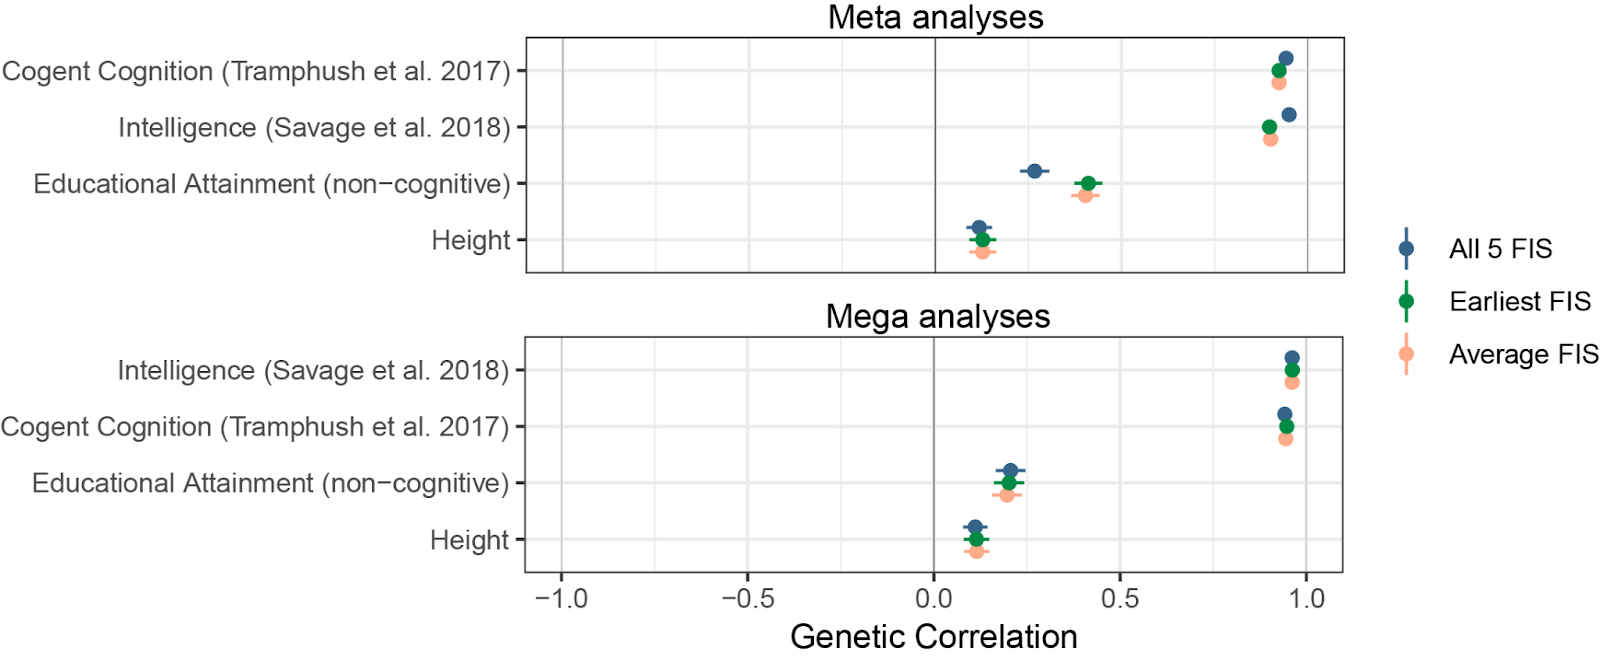 Meta analyses
Cogent Cognition (Tramphush et al. 2017)
Intelligence (Savage et al. 2018)
Educational Attainment (non−cognitive)
Height
Mega analyses
Intelligence (Savage et al. 2018)
Cogent Cognition (Tramphush et al. 2017)
Educational Attainment (non−cognitive)
Height
−1.0 −0.5 0.0 0.5 1.0
Genetic Correlation
All 5 FIS
Earliest FIS
Average FIS